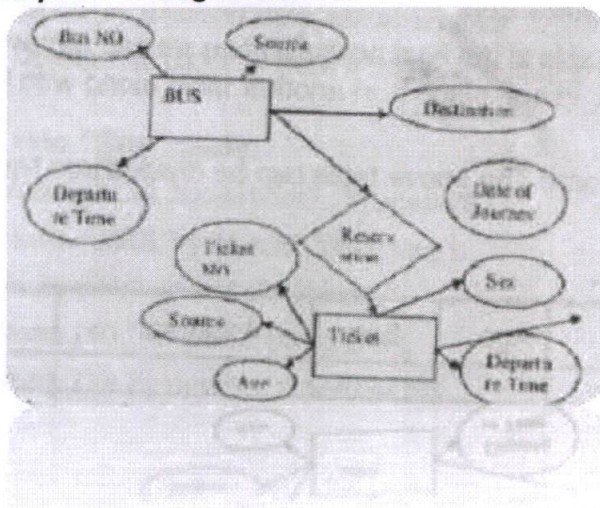 Bus NO
Source
BUS
Destination
Departu
re Time
Date of
Journey
Reserv
ation
Ticket
NO
Sex
Source
Ticket
Departu
re Time
Age